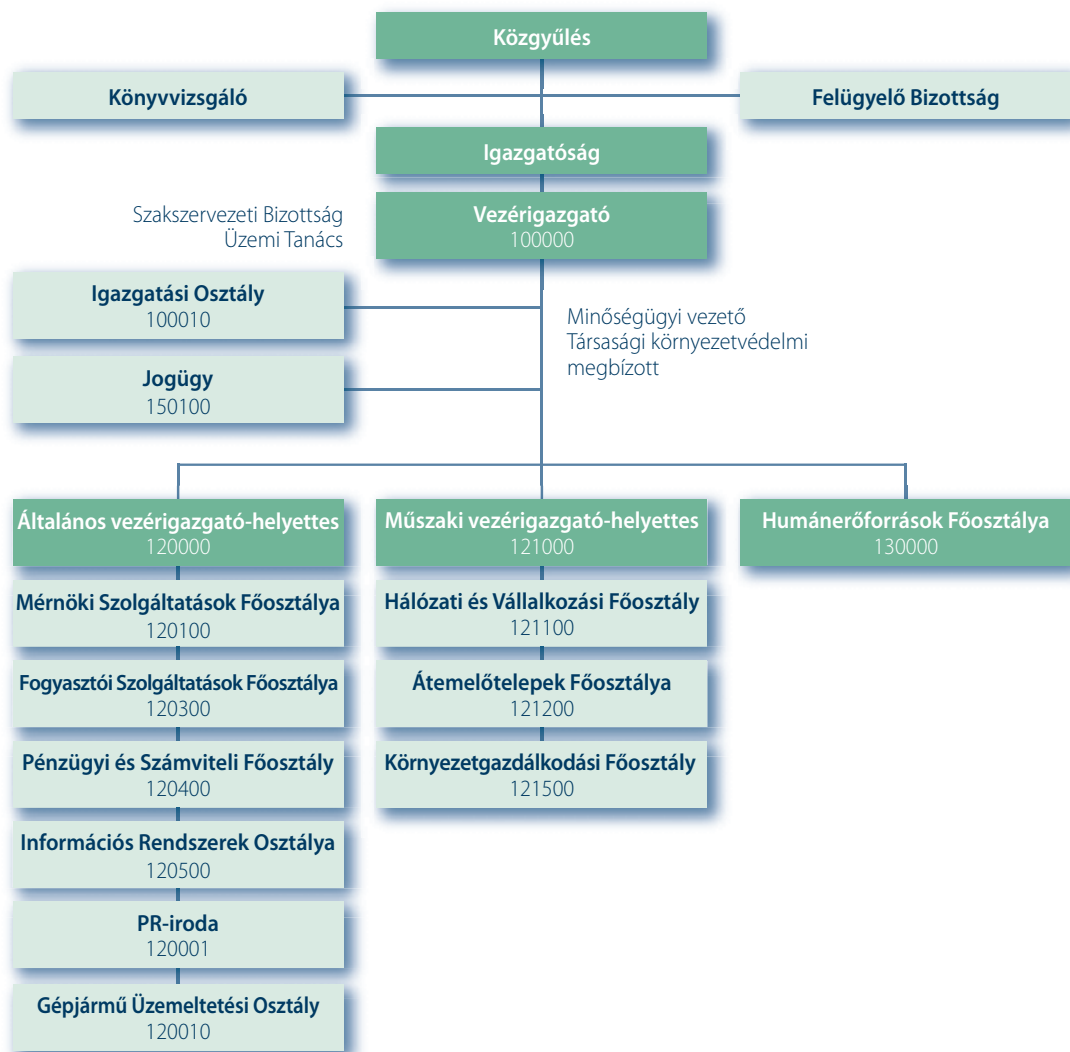 Közgyűlés
Könyvvizsgáló
Felügyelő Bizottság
Igazgatóság
Vezérigazgató
100000
Szakszervezeti Bizottság
Üzemi Tanács
Igazgatási Osztály
100010
Minőségügyi vezető
Társasági környezetvédelmi
megbízott
Jogügy
150100
Általános vezérigazgató-helyettes
120000
Műszaki vezérigazgató-helyettes
121000
Humánerőforrások Főosztálya
130000
Mérnöki Szolgáltatások Főosztálya
120100
Hálózati és Vállalkozási Főosztály
121100
Fogyasztói Szolgáltatások Főosztálya
120300
Átemelőtelepek Főosztálya
121200
Pénzügyi és Számviteli Főosztály
120400
Környezetgazdálkodási Főosztály
121500
Információs Rendszerek Osztálya
120500
PR-iroda
120001
Gépjármű Üzemeltetési Osztály
120010